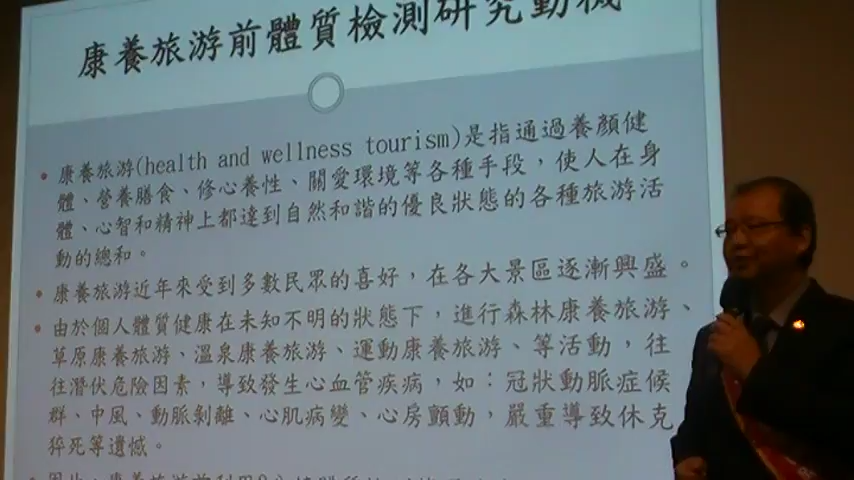 康養旅游前體質檢測研究動機
康養旅游(health and wellness tourism)是指通過養顏健
體、營養膳食、修心養性、關愛環境等各種手段，使人在身
體、心智和精神上都達到自然和諧的優良狀態的各種旅游活
動的總和。
康養旅游近年來受到多數民眾的喜好，在各大景區逐漸興盛。
由於個人體質健康在未知不明的狀態下，進行森林康養旅游、
草原康養旅游、溫泉康養旅游、運動康養旅游、等活動，往
往潛伏危險因素，導致發生心血管疾病，如：冠狀動脈症候
群、中風、動脈剝離、心肌病變、心房顫動，嚴重導致休克
猝死等遺憾。